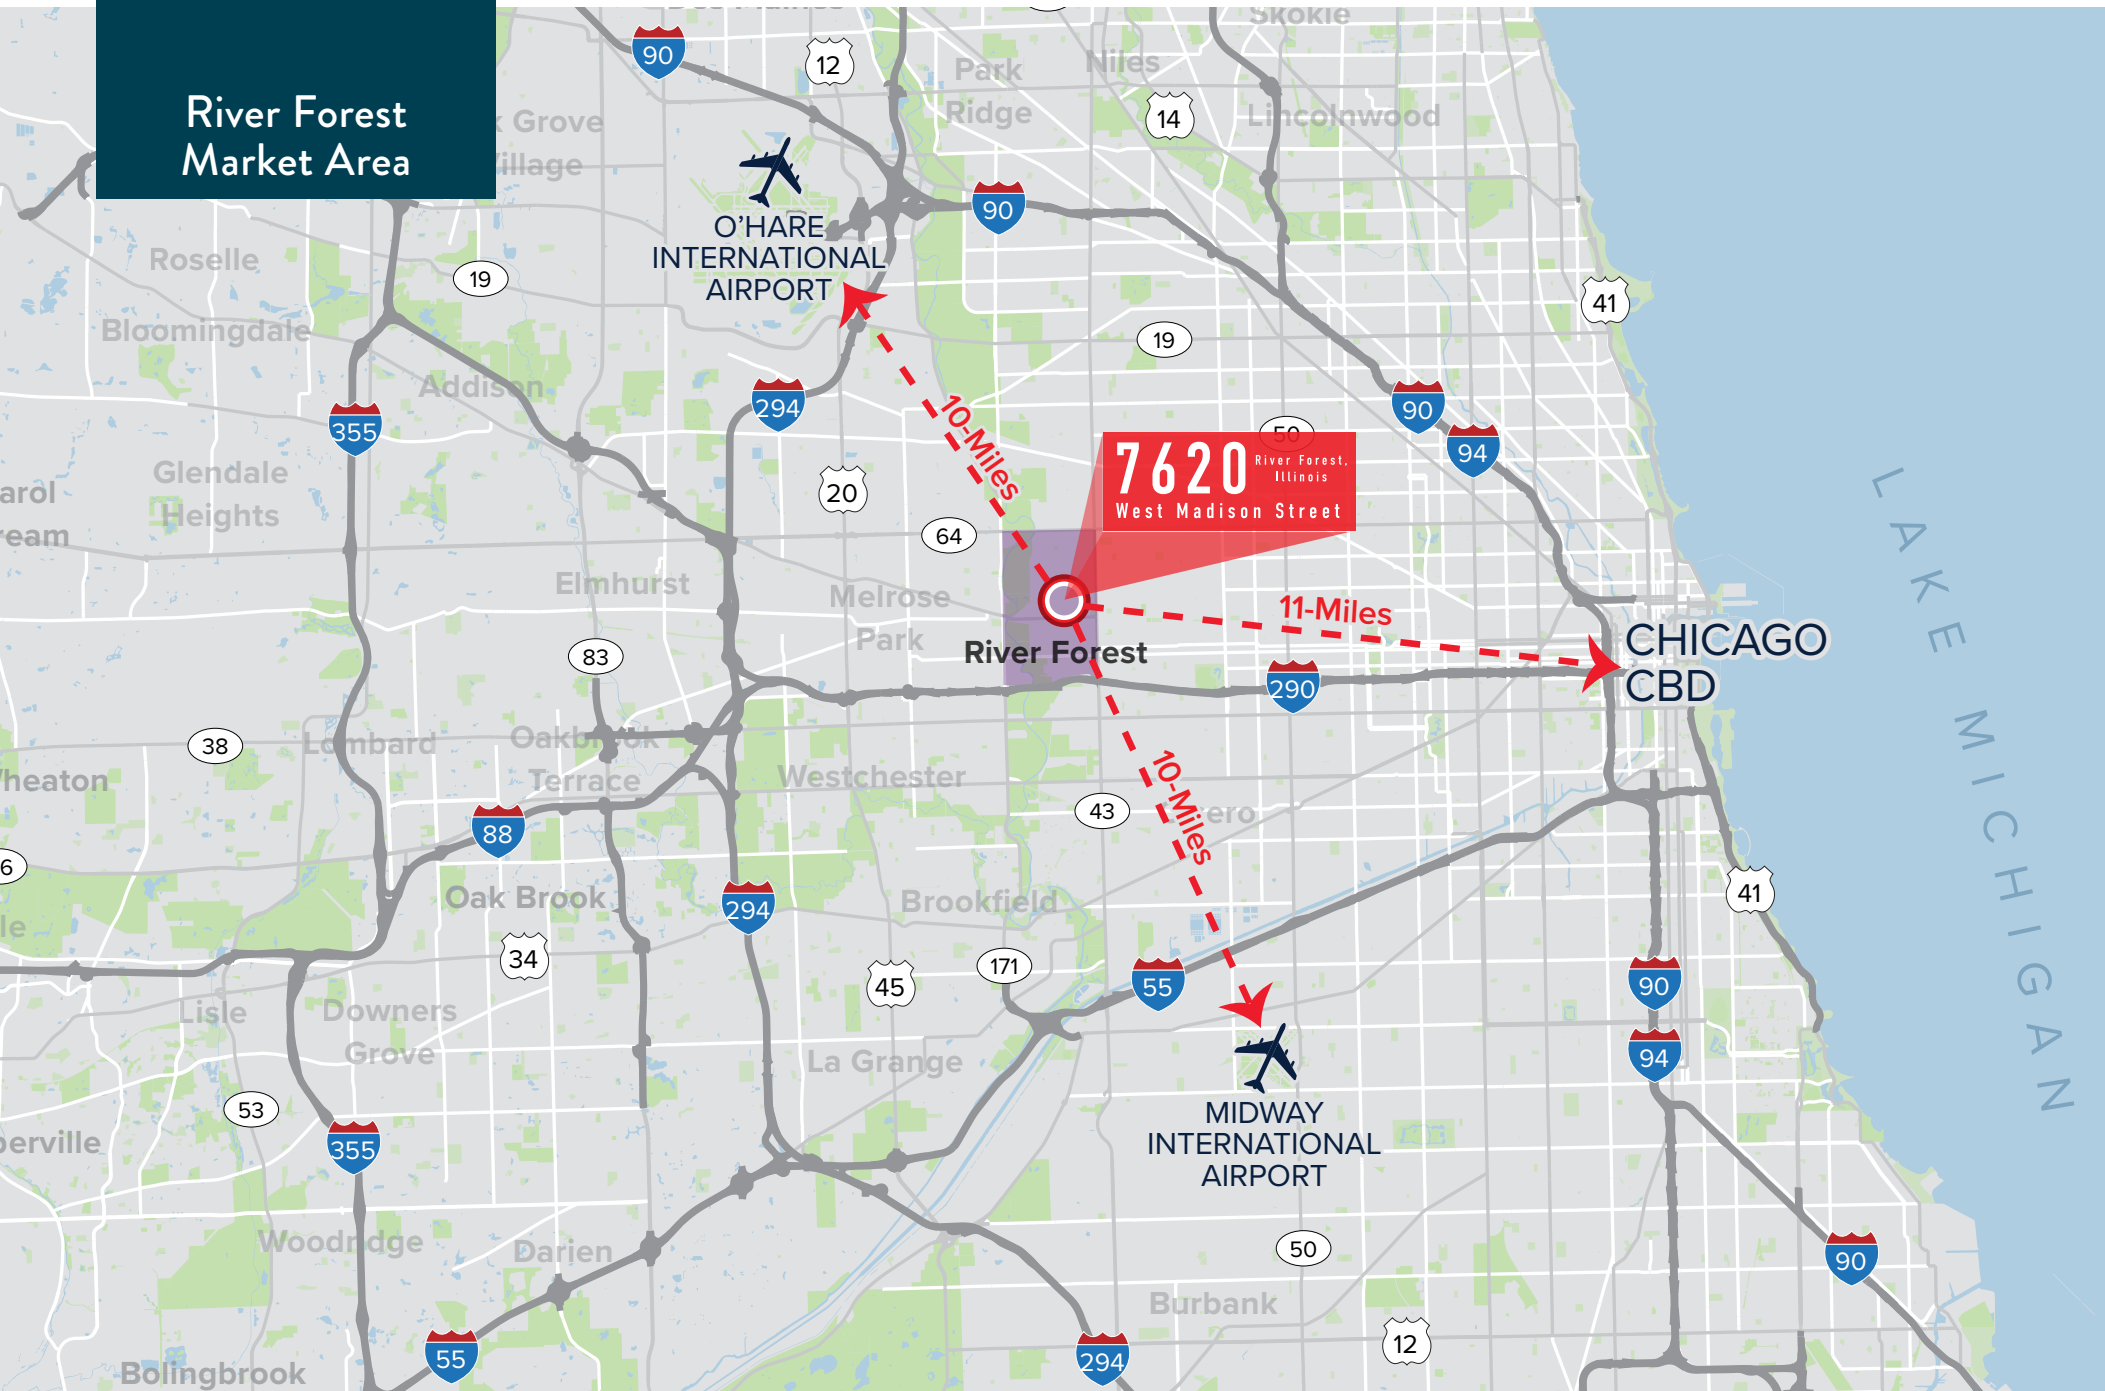 River Forest
Market Area
Skokie
90
12
Niles
Park
Ridge
14
Lincolnwood
Grove
90
O'HARE
INTERNATIONAL
AIRPORT
Roselle
19
41
Bloomingdale
19
Addison
294
90
355
10-Miles
50
94
7620
River Forest,
Illinois
West Madison Street
Glendale
Heights
20
64
LAKE MICHIGAN
Elmhurst
Melrose
Park
11-Miles
River Forest
CHICAGO
CBD
83
290
38
Lombard
Oakbrook
Terrace
Westchester
10-Miles
43
88
Oak Brook
294
Brookfield
41
34
45
171
55
90
Lisle
Downers
Grove
La Grange
94
53
355
MIDWAY
INTERNATIONAL
AIRPORT
Woodridge
Darien
50
90
Burbank
12
55
294
Bolingbrook